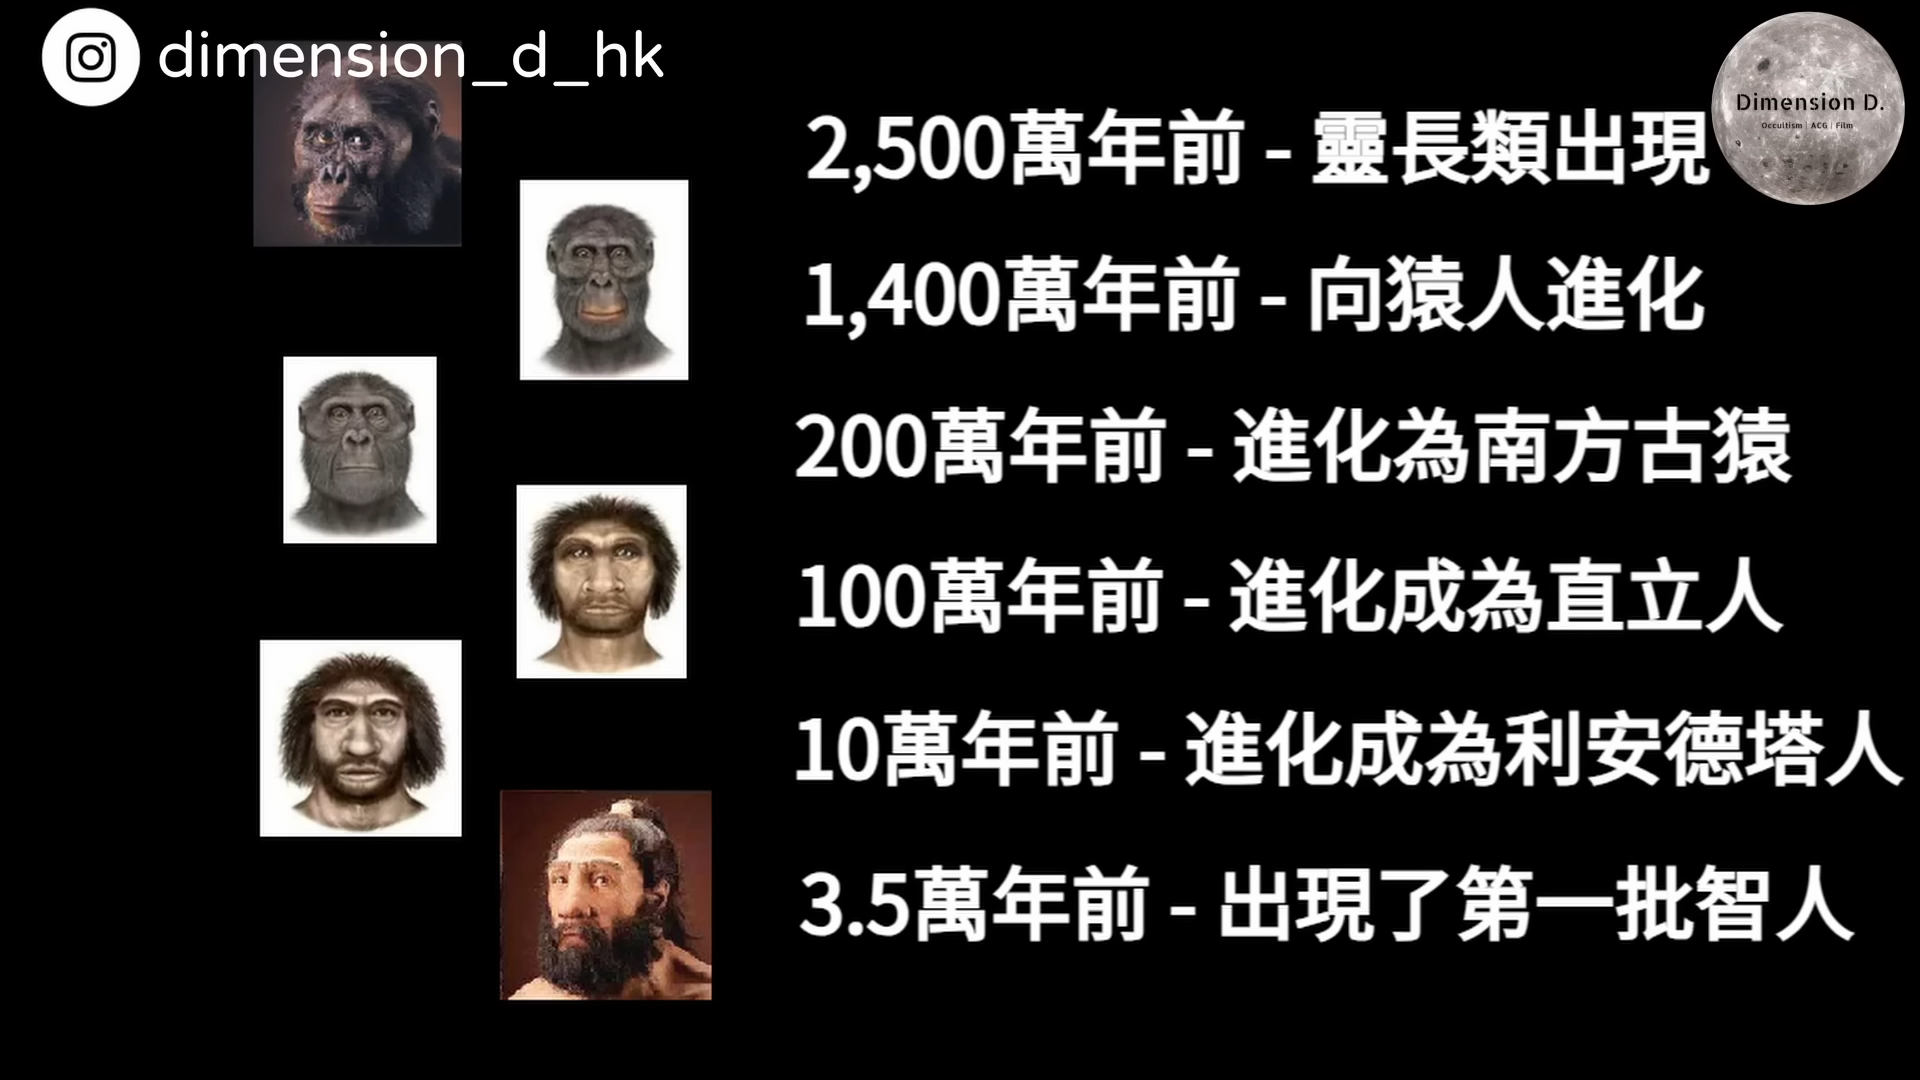 dimension_d_hk
Dimension D.
Occultism | ACG | Film
2,500萬年前 - 靈長類出現
1,400萬年前 - 向猿人進化
200萬年前 - 進化為南方古猿
100萬年前 - 進化成為直立人
10萬年前 - 進化成為利安德塔人
3.5萬年前 - 出現了第一批智人